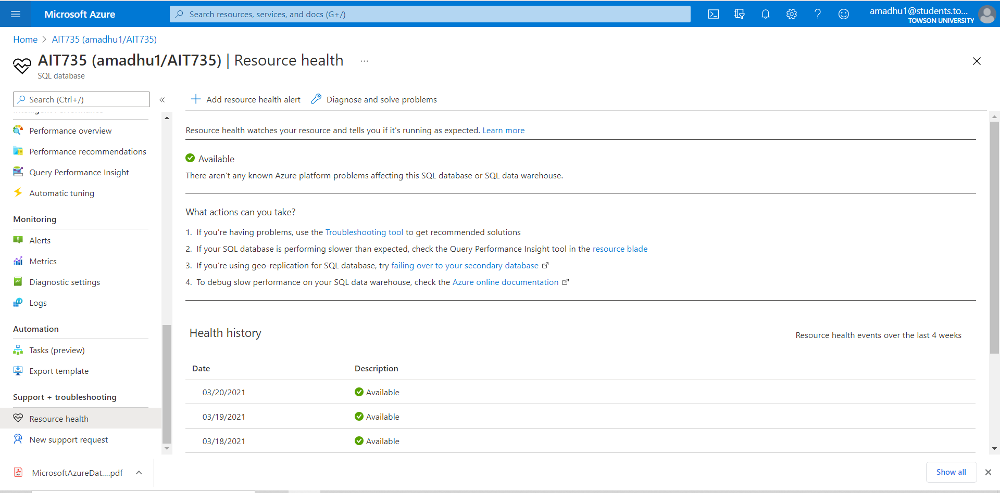 Microsoft Azure
Search resources, services, and docs (G+/)
amadhu1@students.to...
TOWSON UNIVERSITY
Home > AIT735 (amadhu1/AIT735)
AIT735 (amadhu1/AIT735) | Resource health ...
SQL database
Search (Ctrl+/)
«
Add resource health alert
Diagnose and solve problems
Intelligent Performance
Performance overview
Performance recommendations
Query Performance Insight
Automatic tuning
Monitoring
Alerts
Metrics
Diagnostic settings
Logs
Automation
Tasks (preview)
Export template
Support + troubleshooting
Resource health
New support request
Resource health watches your resource and tells you if it's running as expected. Learn more
Available
There aren't any known Azure platform problems affecting this SQL database or SQL data warehouse.
What actions can you take?
1. If you're having problems, use the Troubleshooting tool to get recommended solutions
2. If your SQL database is performing slower than expected, check the Query Performance Insight tool in the resource blade
3. If you're using geo-replication for SQL database, try failing over to your secondary database
4. To debug slow performance on your SQL data warehouse, check the Azure online documentation
Health history
Resource health events over the last 4 weeks
Date Description
03/20/2021 Available
03/19/2021 Available
03/18/2021 Available
MicrosoftAzureDat....pdf
Show all